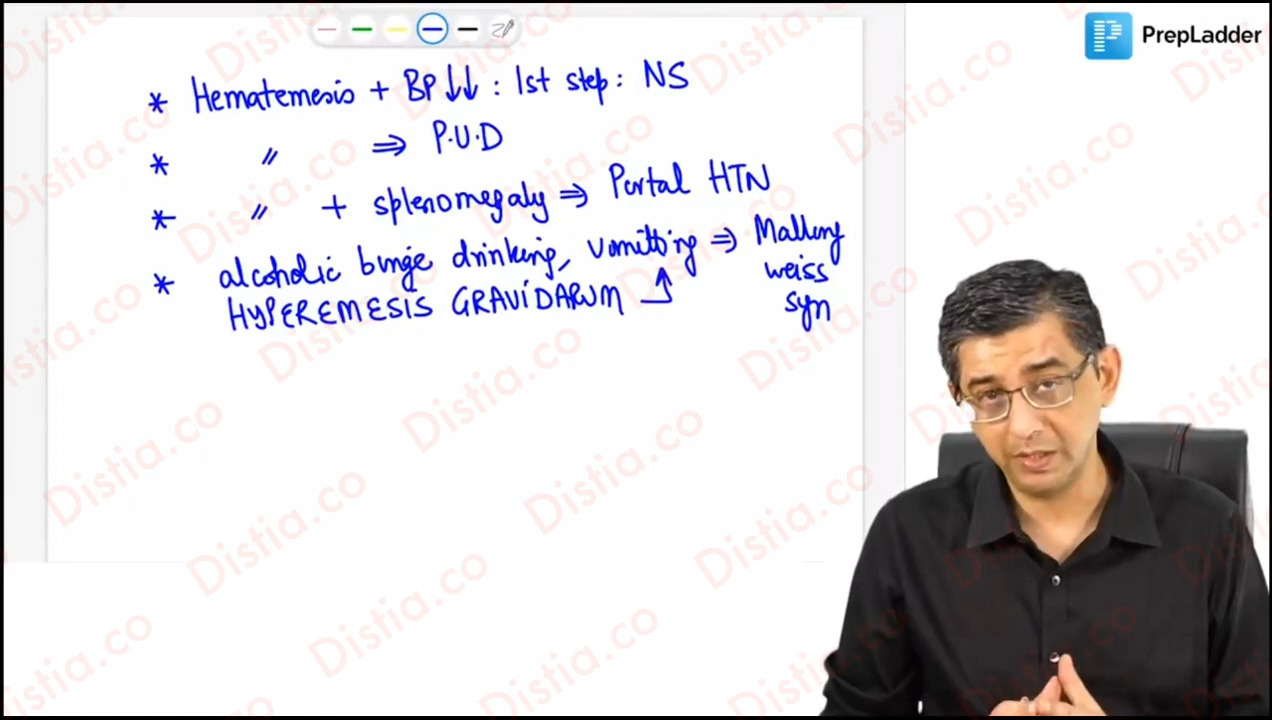 PrepLadder
* Hematemesis + BP↓↓ : 1st step : NS
* 〃 ⇒ P.U.D
* 〃 + splenomegaly ⇒ Portal HTN
* alcoholic binge drinking, vomitting ⇒ Mallory
weiss
syn
HYPEREMESIS GRAVIDARUM
Distia.co